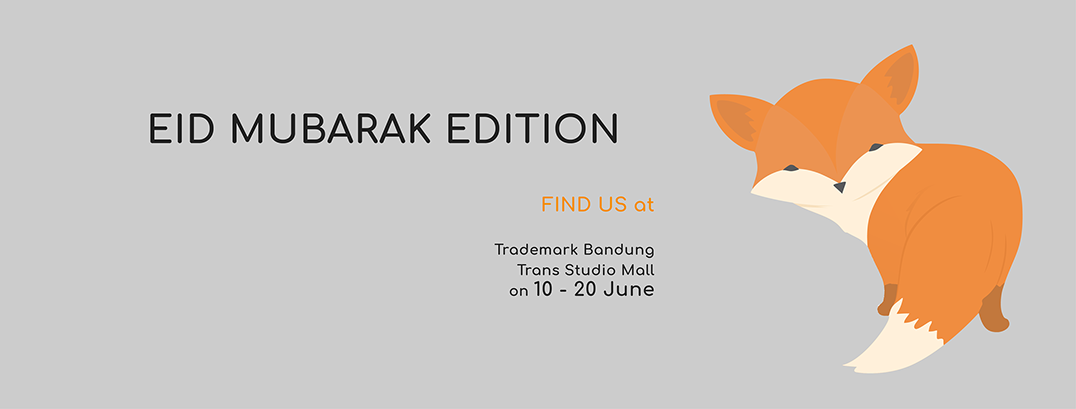 EID MUBARAK EDITION
FIND US at
Trademark Bandung
Trans Studio Mall
on 10 - 20 June